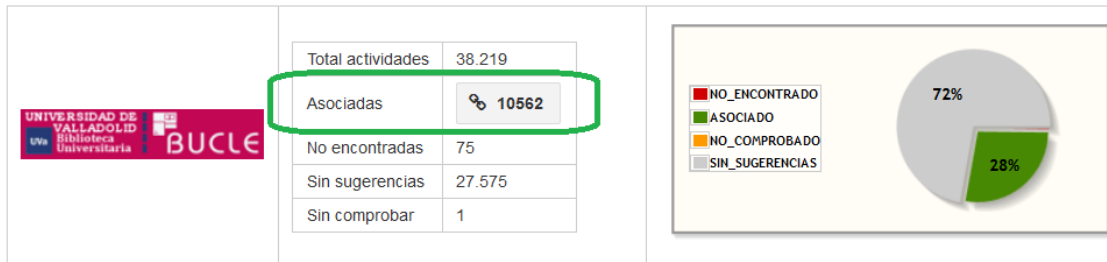 UNIVERSIDAD DE
VALLADOLID
UVa Biblioteca
Universitaria
BUCLE
Total actividades 38.219
Asociadas 10562
No encontradas 75
Sin sugerencias 27.575
Sin comprobar 1
NO_ENCONTRADO
ASOCIADO
NO_COMPROBADO
SIN_SUGERENCIAS
72%
28%